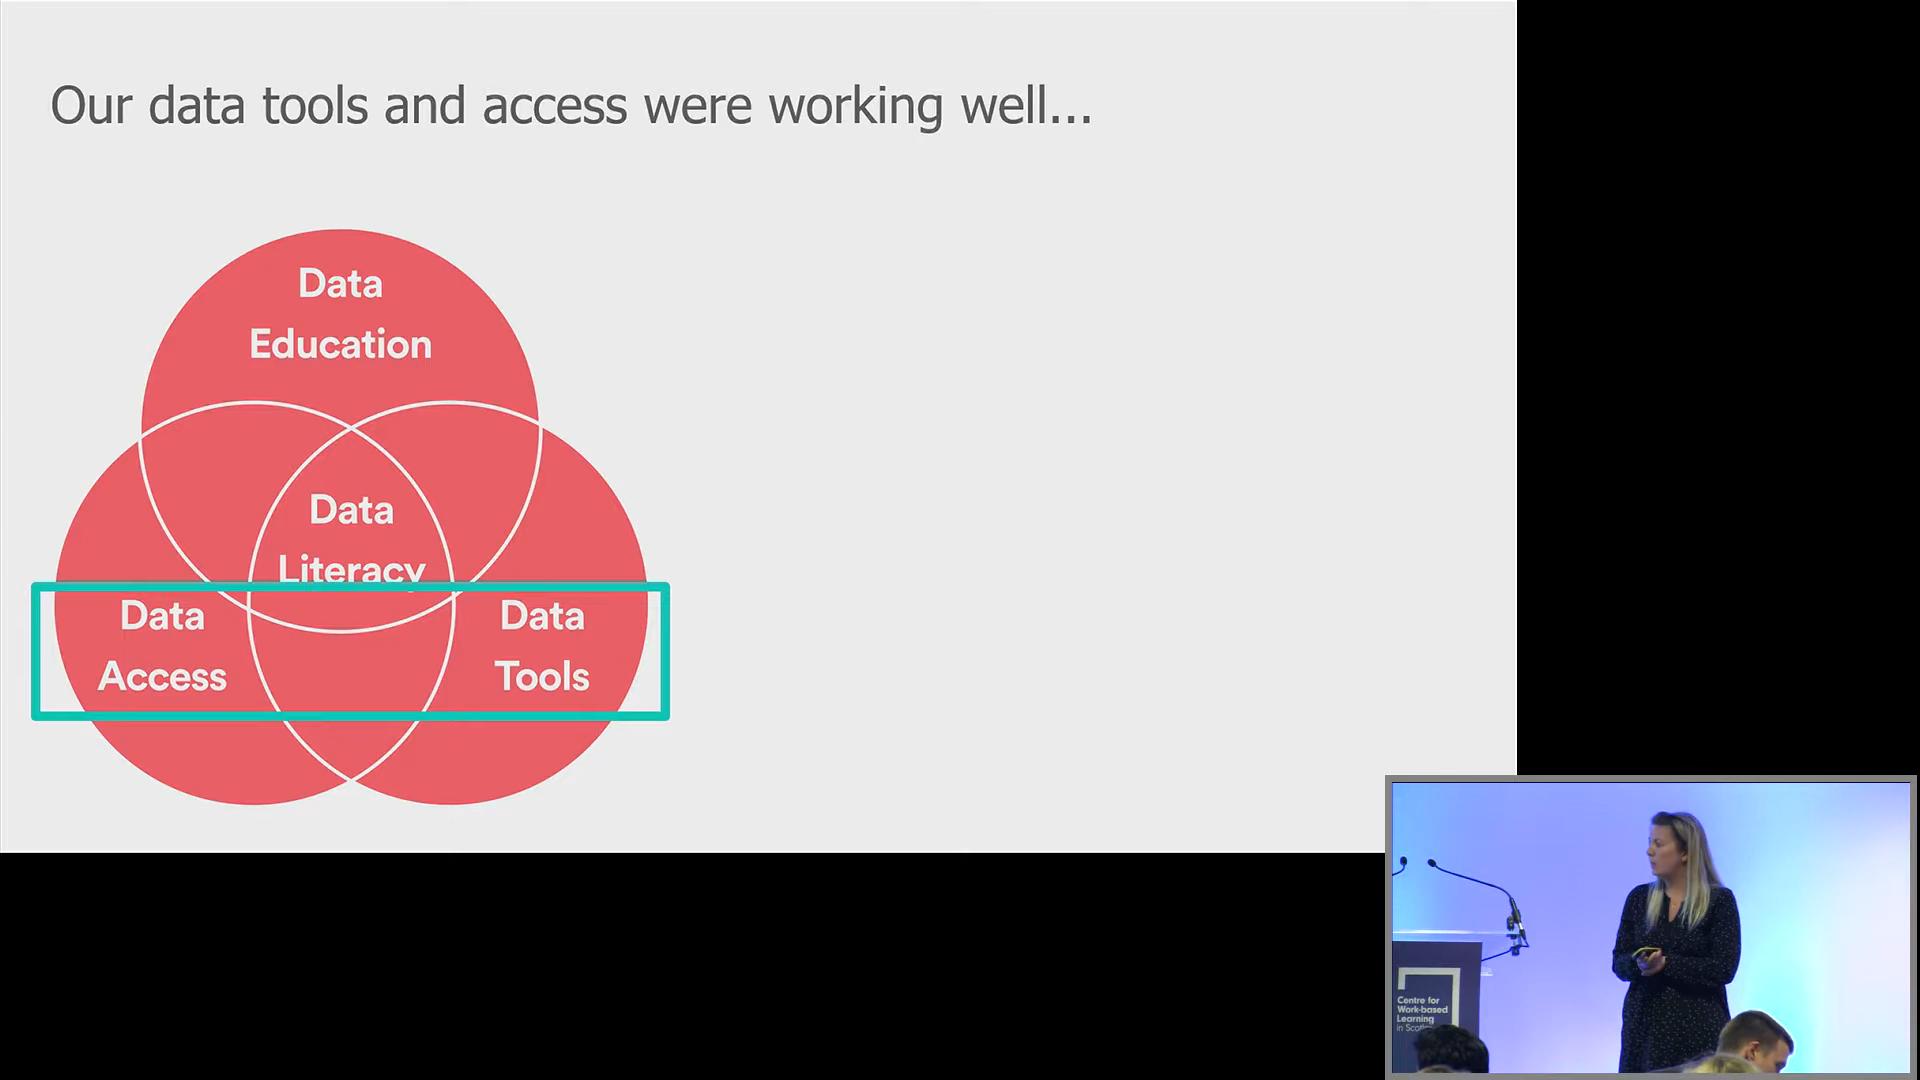 Our data tools and access were working well...
Data
Education
Data
Literacy
Data
Access
Data
Tools
Centre for
Work-based
Learning
in